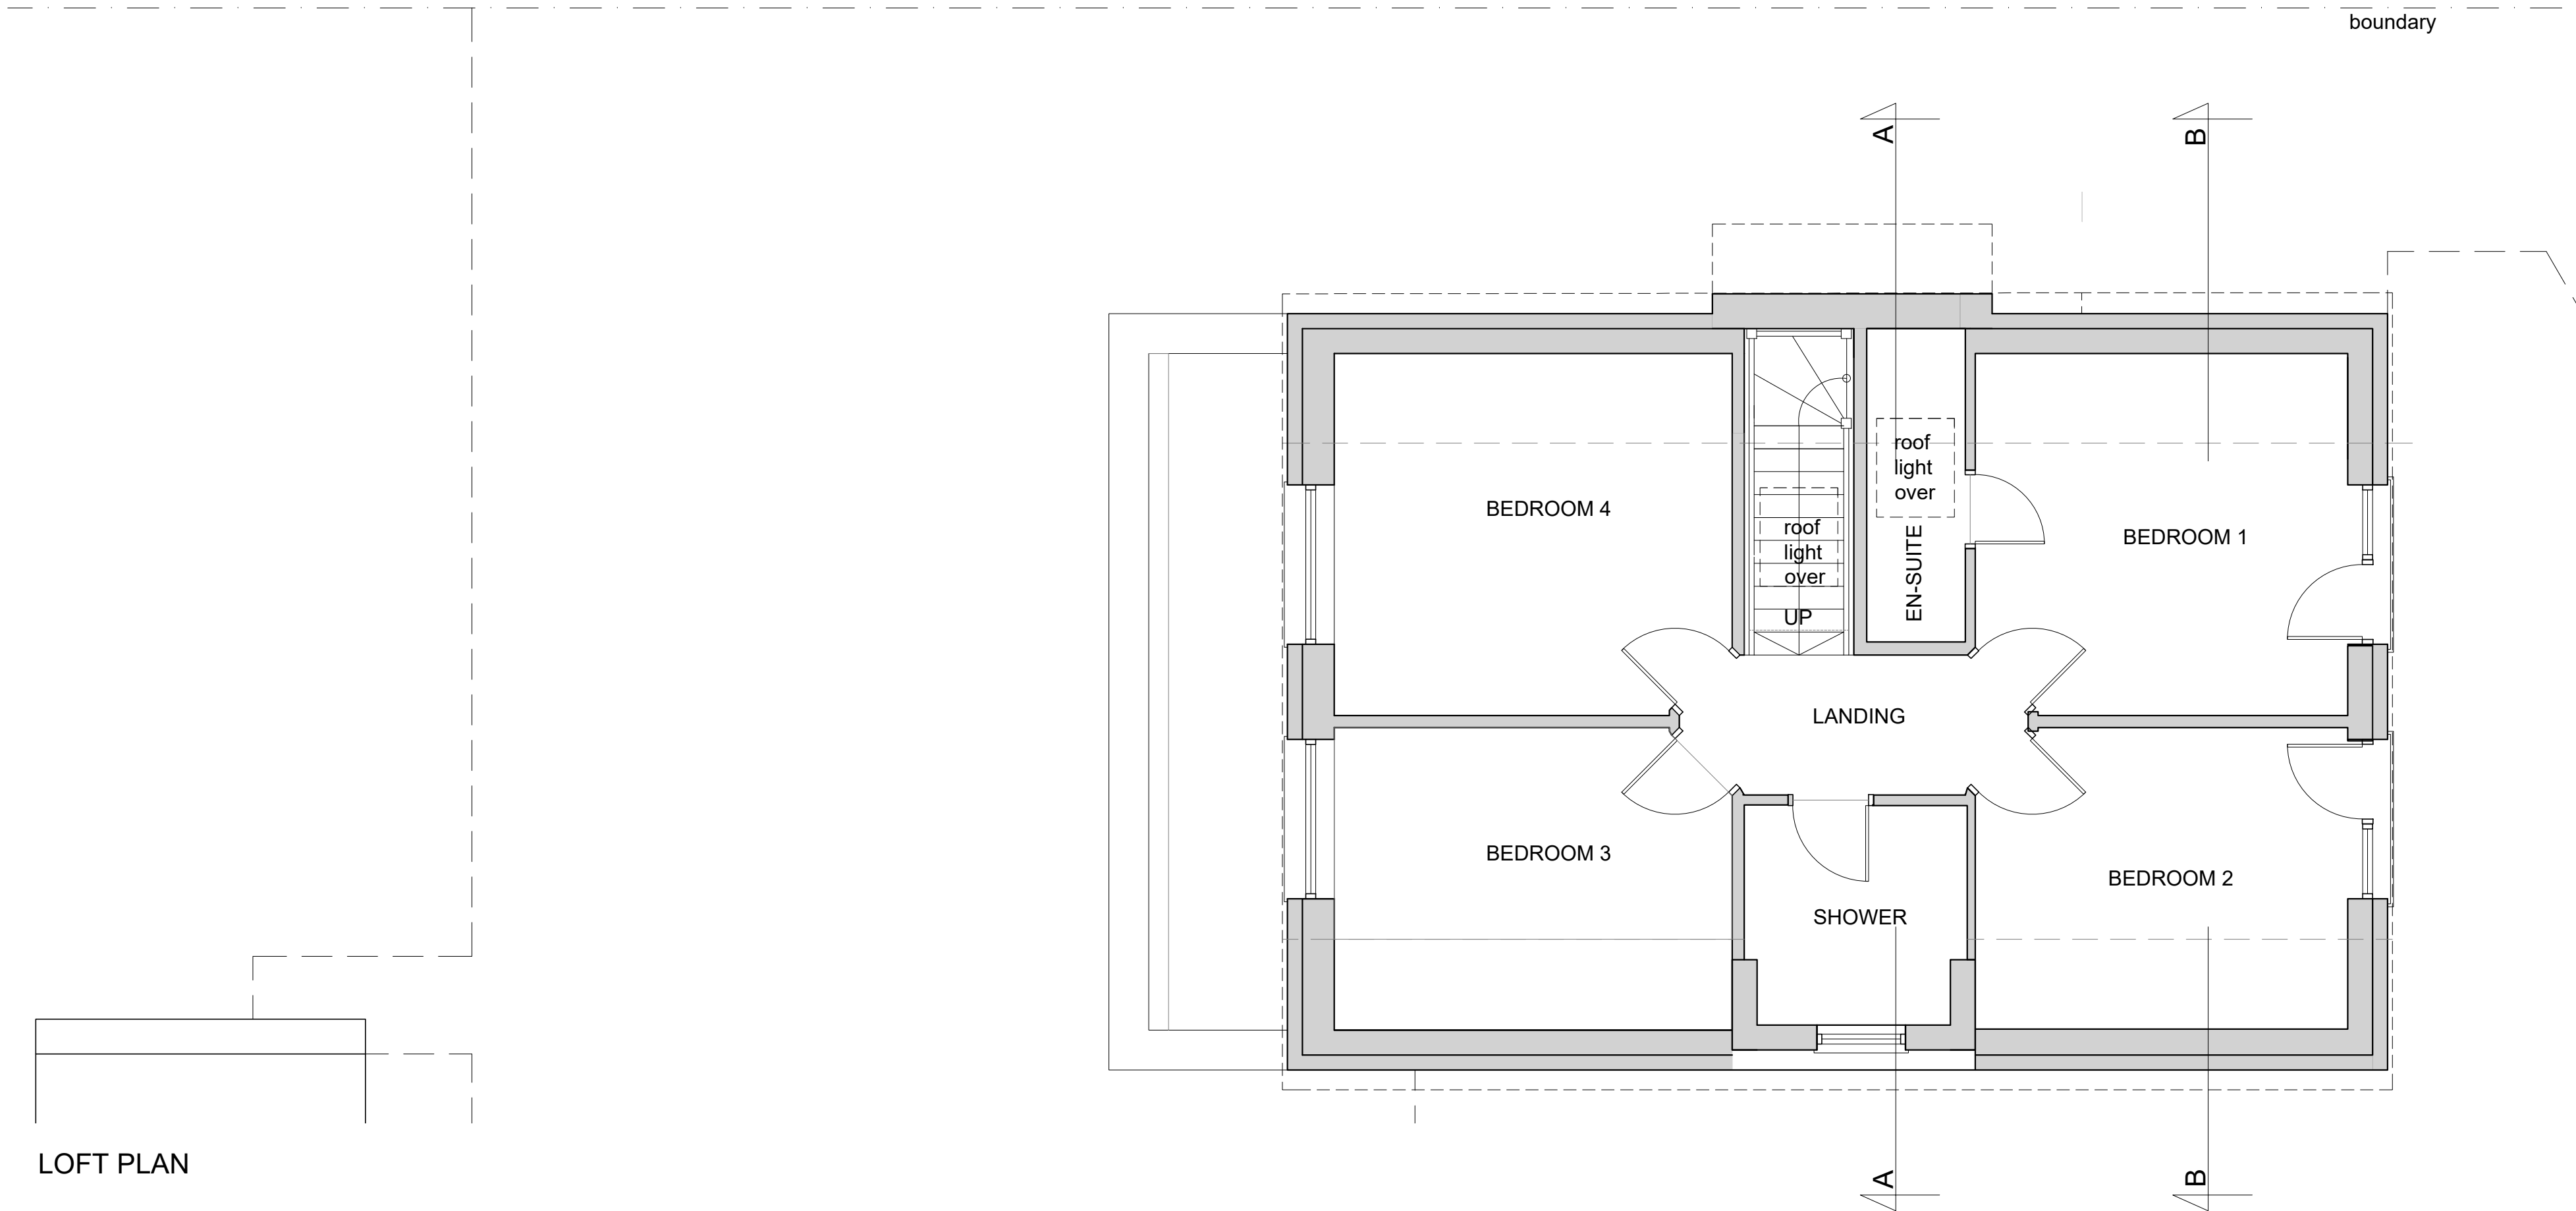 boundary
A
B
roof
light
over
EN-SUITE
BEDROOM 4
roof
light
over
UP
BEDROOM 1
LANDING
BEDROOM 3
BEDROOM 2
SHOWER
LOFT PLAN
A
B